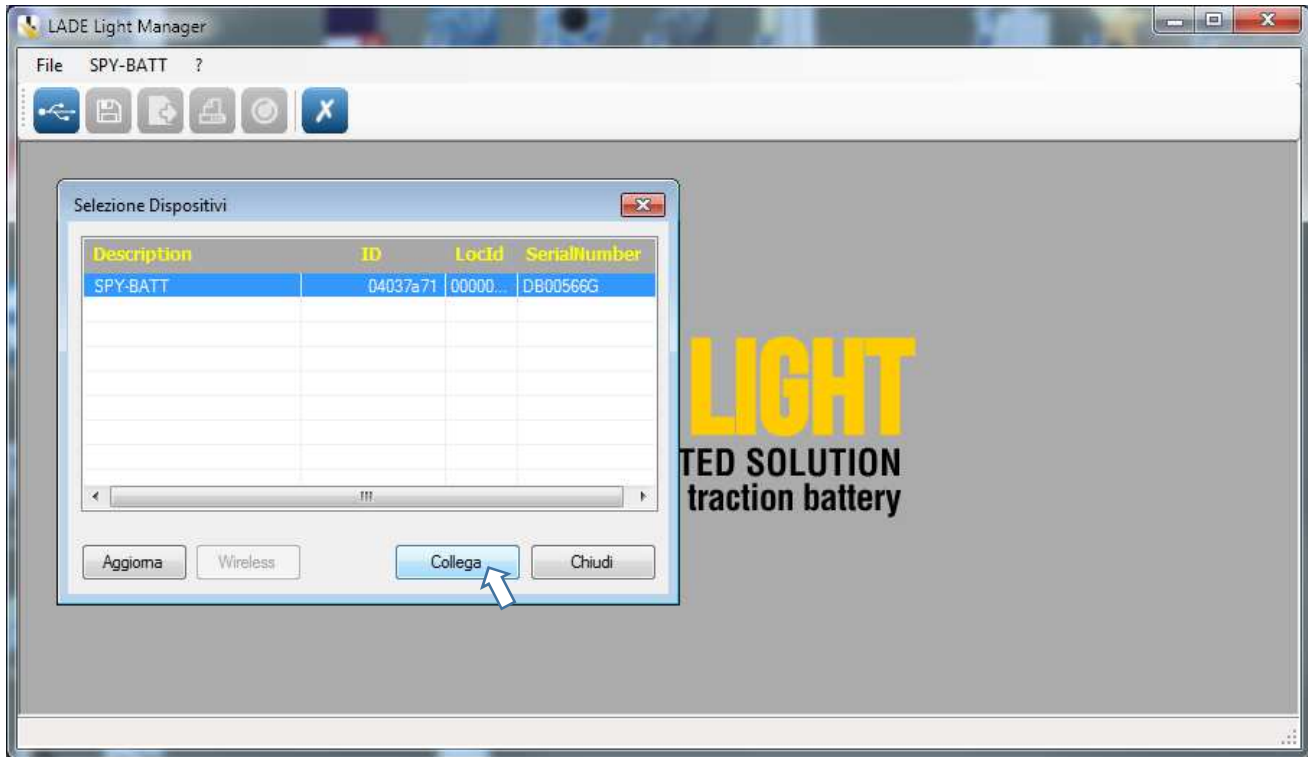 LADE Light Manager
File SPY-BATT ?
Selezione Dispositivi
Description ID LocId SerialNumber
SPY-BATT 04037a71 00000... DB00566G
LIGHT
TED SOLUTION
traction battery
Aggiorna Wireless Collega Chiudi